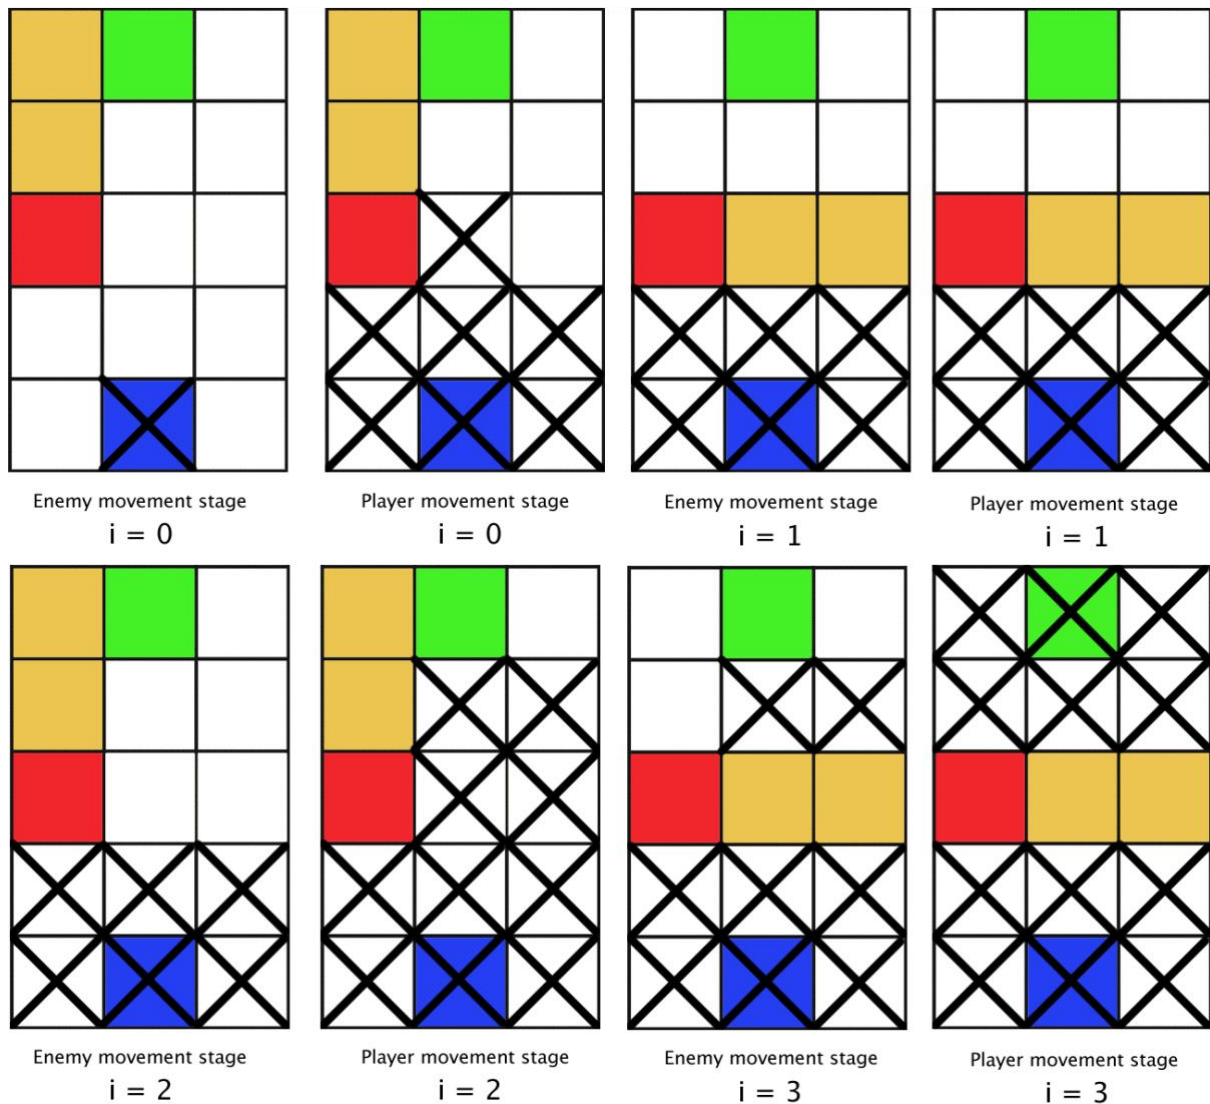 Enemy movement stage
i = 0
Player movement stage
i = 0
Enemy movement stage
i = 1
Player movement stage
i = 1
Enemy movement stage
i = 2
Player movement stage
i = 2
Enemy movement stage
i = 3
Player movement stage
i = 3